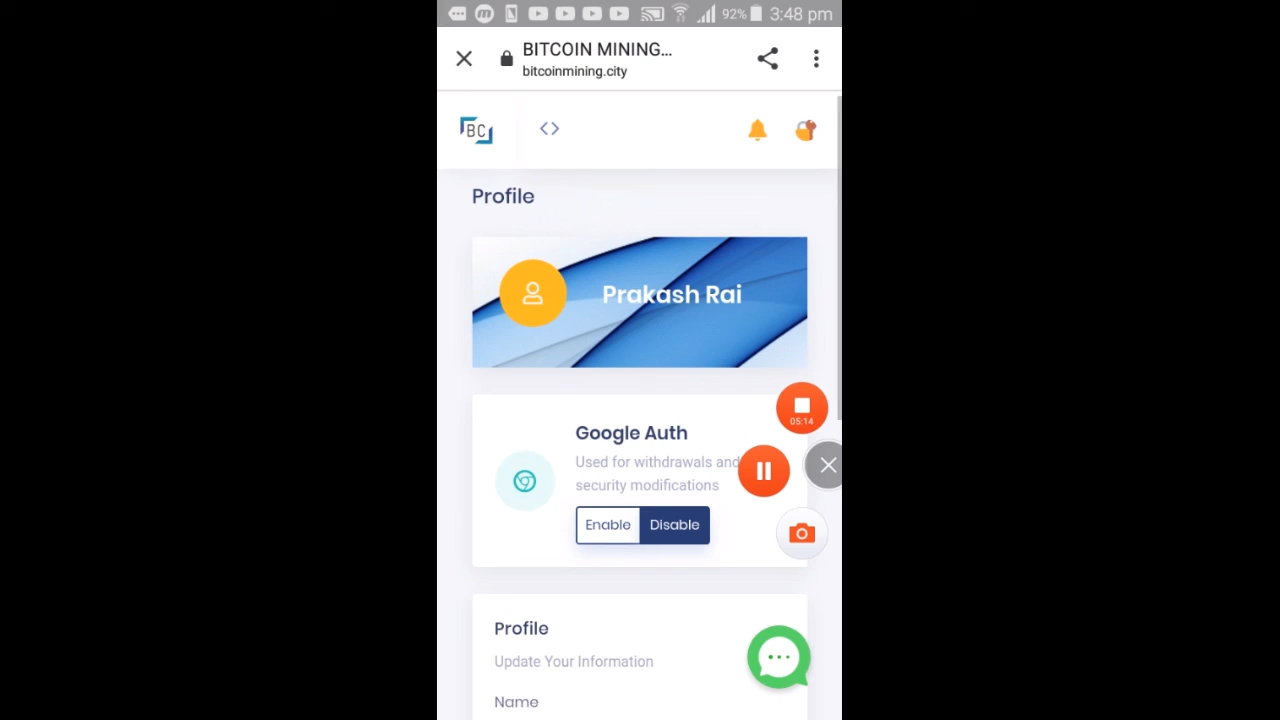 92% 3:48 pm
BITCOIN MINING...
bitcoinmining.city
BC
Profile
Prakash Rai
Google Auth
Used for withdrawals and
security modifications
Enable Disable
05:14
Profile
Update Your Information
Name